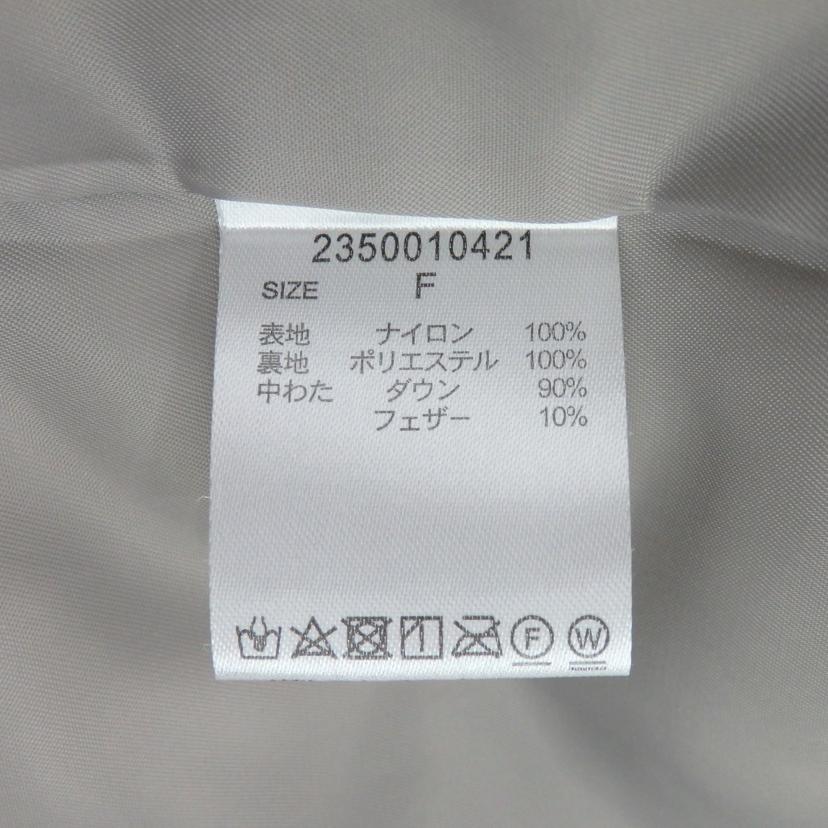 2350010421
SIZE F
表地 ナイロン 100%
裏地 ポリエステル 100%
中わた ダウン 90%
フェザー 10%
F W